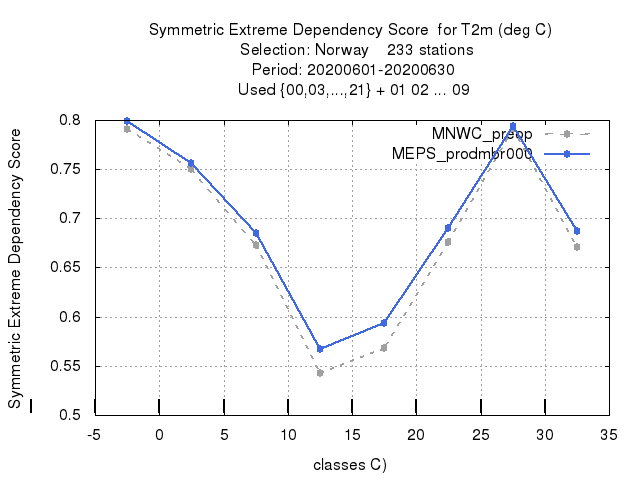 Symmetric Extreme Dependency Score for T2m (deg C)
Selection: Norway 233 stations
Period: 20200601-20200630
Used {00,03,...,21} + 01 02 ... 09
MNWC_preop
MEPS_prodmbr000
Symmetric Extreme Dependency Score
0.8
0.75
0.7
0.65
0.6
0.55
0.5
-5 0 5 10 15 20 25 30 35
classes C)